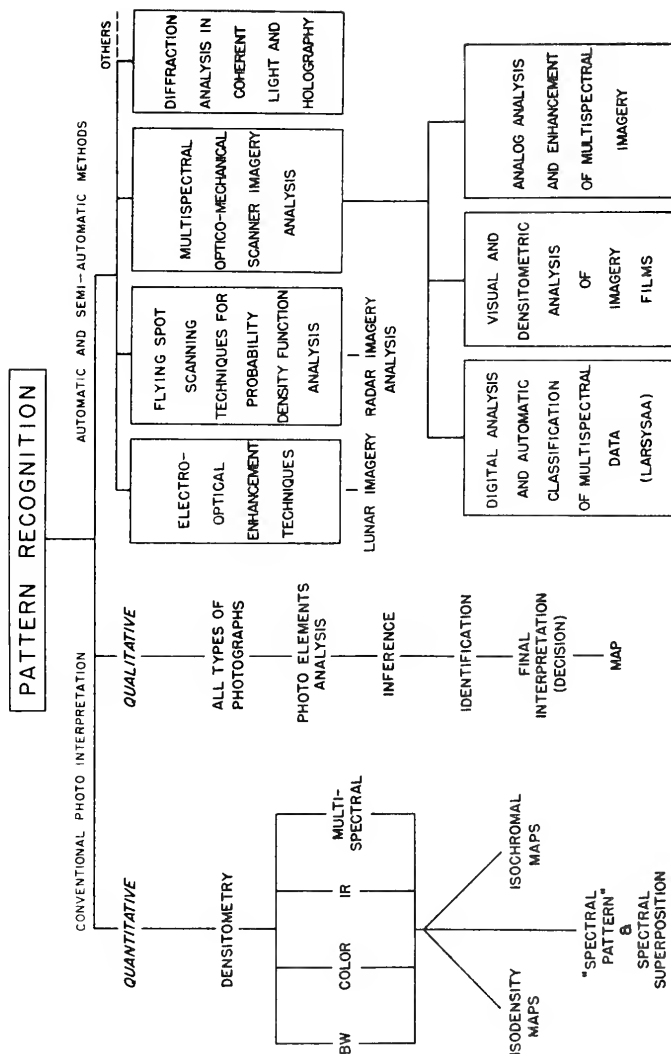 PATTERN RECOGNITION
CONVENTIONAL PHOTO INTERPRETATION
AUTOMATIC AND SEMI-AUTOMATIC METHODS
OTHERS
QUANTITATIVE
DENSITOMETRY
BW
COLOR
IR
MULTI-
SPECTRAL
ISODENSITY MAPS
"SPECTRAL
PATTERN"
&
SPECTRAL
SUPERPOSITION
ISOCHROMAL
MAPS
QUALITATIVE
ALL TYPES OF
PHOTOGRAPHS
PHOTO ELEMENTS
ANALYSIS
INFERENCE
IDENTIFICATION
FINAL
INTERPRETATION
(DECISION)
MAP
ELECTRO-
OPTICAL
ENHANCEMENT
TECHNIQUES
LUNAR IMAGERY
FLYING SPOT
SCANNING
TECHNIQUES FOR
PROBABILITY
DENSITY FUNCTION
ANALYSIS
RADAR IMAGERY
ANALYSIS
MULTISPECTRAL
OPTICO-MECHANICAL
SCANNER IMAGERY
ANALYSIS
DIFFRACTION
ANALYSIS IN
COHERENT
LIGHT AND
HOLOGRAPHY
DIGITAL ANALYSIS
AND AUTOMATIC
CLASSIFICATION
OF MULTISPECTRAL
DATA
(LARSYSAA)
VISUAL AND
DENSITOMETRIC
ANALYSIS
OF
IMAGERY
FILMS
ANALOG ANALYSIS
AND ENHANCEMENT
OF MULTISPECTRAL
IMAGERY